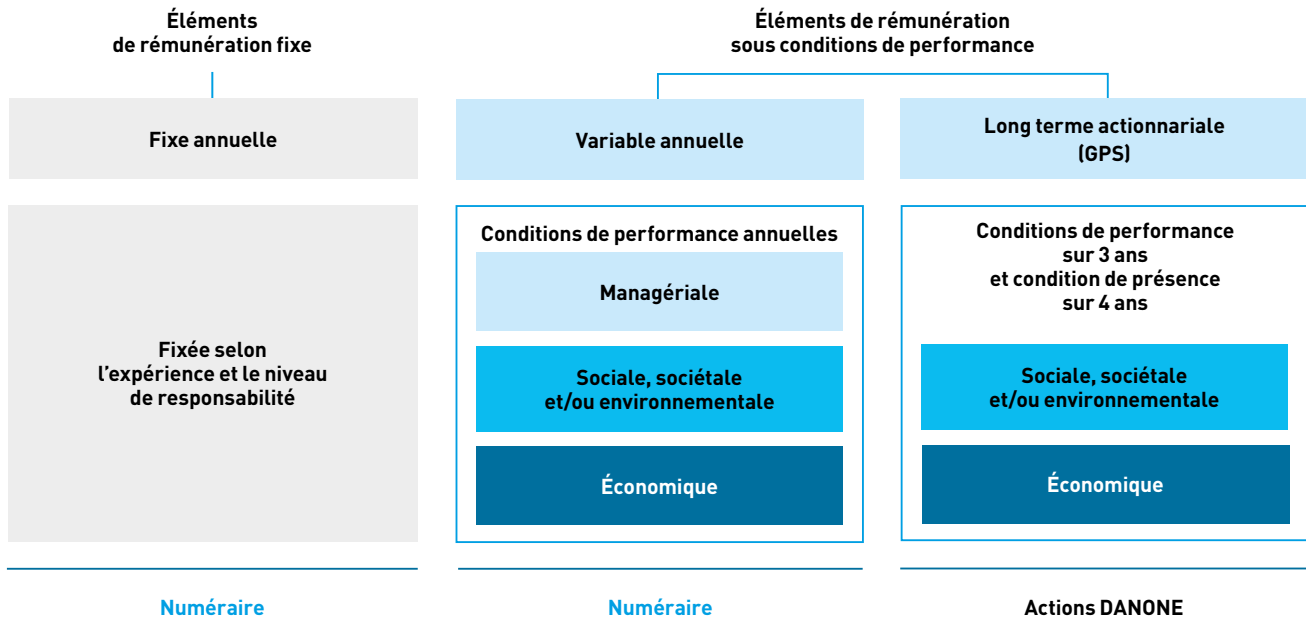 Éléments
de rémunération fixe
Éléments de rémunération
sous conditions de performance
Fixe annuelle
Variable annuelle
Long terme actionnariale
(GPS)
Fixée selon
l'expérience et le niveau
de responsabilité
Conditions de performance annuelles
Managériale
Sociale, sociétale
et/ou environnementale
Économique
Conditions de performance
sur 3 ans
et condition de présence
sur 4 ans
Sociale, sociétale
et/ou environnementale
Économique
Numéraire
Numéraire
Actions DANONE